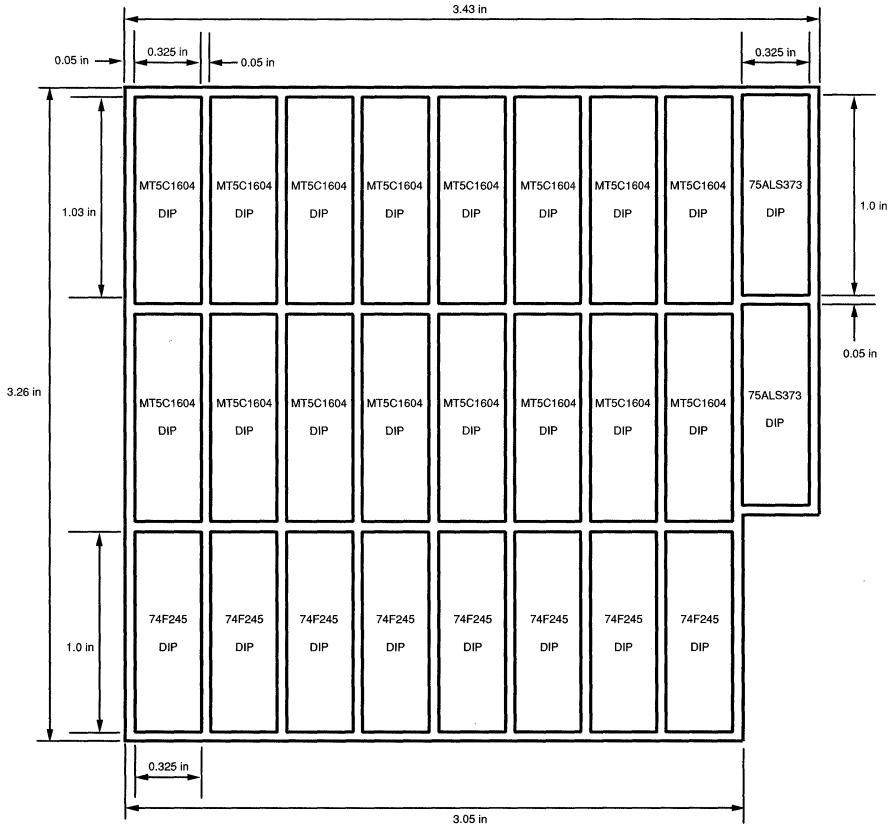 3.43 in
0.05 in
0.325 in
0.05 in
0.325 in
MT5C1604 MT5C1604 MT5C1604 MT5C1604 MT5C1604 MT5C1604 MT5C1604 MT5C1604 75ALS373
DIP DIP DIP DIP DIP DIP DIP DIP DIP
1.03 in
1.0 in
0.05 in
3.26 in
MT5C1604 MT5C1604 MT5C1604 MT5C1604 MT5C1604 MT5C1604 MT5C1604 MT5C1604 75ALS373
DIP DIP DIP DIP DIP DIP DIP DIP DIP
74F245 74F245 74F245 74F245 74F245 74F245 74F245 74F245
DIP DIP DIP DIP DIP DIP DIP DIP
1.0 in
0.325 in
3.05 in